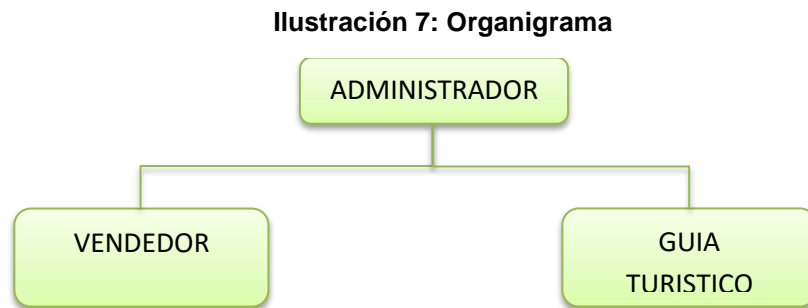 Ilustración 7: Organigrama
ADMINISTRADOR
VENDEDOR
GUIA
TURISTICO